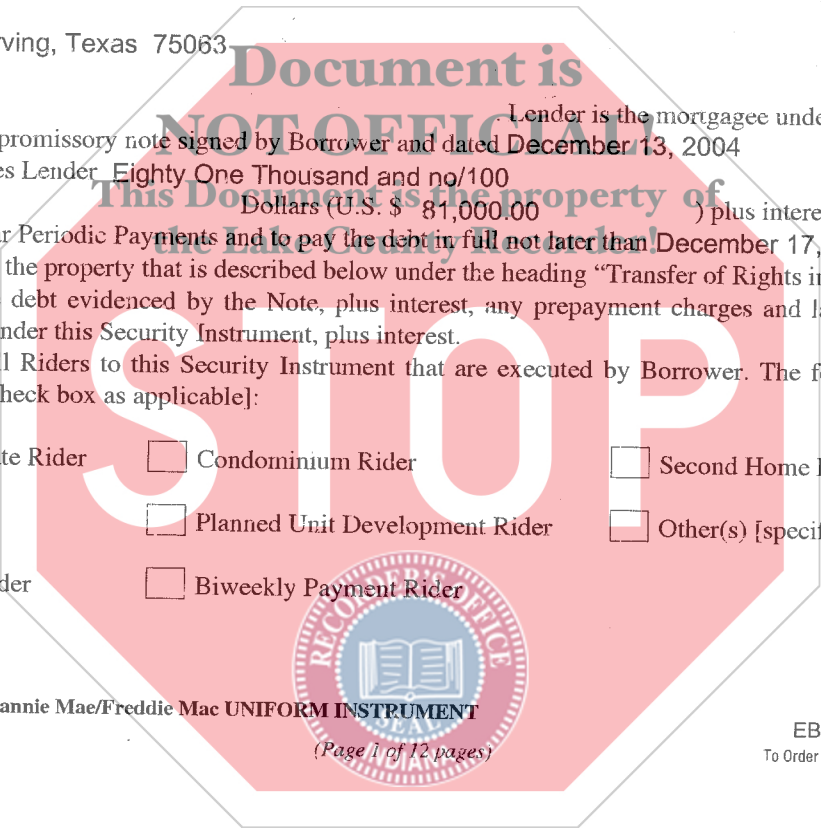 ving, Texas 75063
Document is
NOT OFFICIAL!
. Lender is the mortgagee unde
promissory note signed by Borrower and dated December 13, 2004
es Lender Eighty One Thousand and no/100
This Document is the property of
Dollars (U.S. $ 81,000.00 ) plus intere
r Periodic Payments and to pay the debt in full not later than December 17,
the Lake County Recorder!
the property that is described below under the heading “Transfer of Rights in
debt evidenced by the Note, plus interest, any prepayment charges and la
nder this Security Instrument, plus interest.
l Riders to this Security Instrument that are executed by Borrower. The fo
heck box as applicable]:
STOP
te Rider Condominium Rider Second Home
Planned Unit Development Rider Other(s) [specif
der Biweekly Payment Rider
RECORDER'S OFFICE
SEAL
INDIANA
annie Mae/Freddie Mac UNIFORM INSTRUMENT
(Page 1 of 12 pages)
EB
To Order